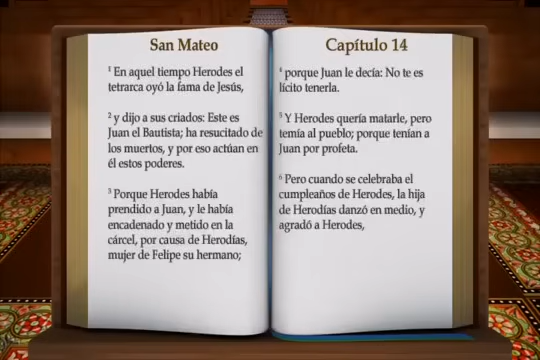 San Mateo
¹ En aquel tiempo Herodes el
tetrarca oyó la fama de Jesús,
² y dijo a sus criados: Este es
Juan el Bautista; ha resucitado de
los muertos, y por eso actúan en
él estos poderes.
³ Porque Herodes había
prendido a Juan, y le había
encadenado y metido en la
cárcel, por causa de Herodías,
mujer de Felipe su hermano;
Capítulo 14
⁴ porque Juan le decía: No te es
lícito tenerla.
⁵ Y Herodes quería matarle, pero
temía al pueblo; porque tenían a
Juan por profeta.
⁶ Pero cuando se celebraba el
cumpleaños de Herodes, la hija
de Herodías danzó en medio, y
agradó a Herodes,